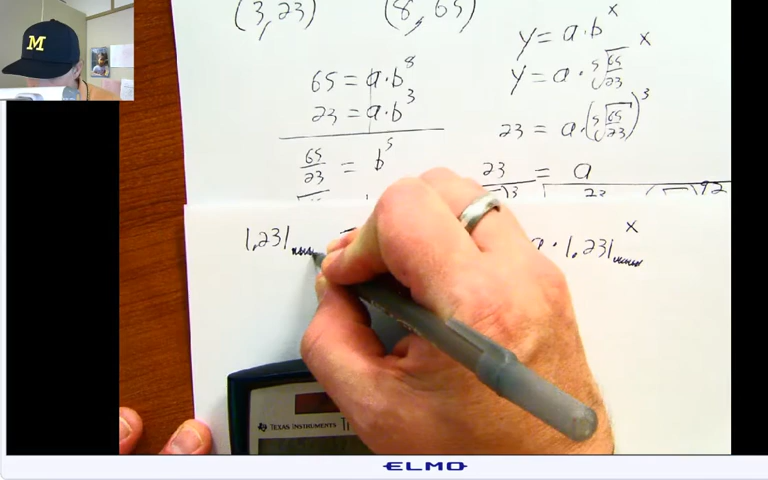 (3, 23) (8, 65)
y = a·b^x
y = a·⁵√(65/23)^x
65 = a·b^8
23 = a·b^3
23 = a·(⁵√(65/23))^3
65/23 = b^5
23 = a
1,231
a · 1,231^x
TEXAS INSTRUMENTS
ELMO
M